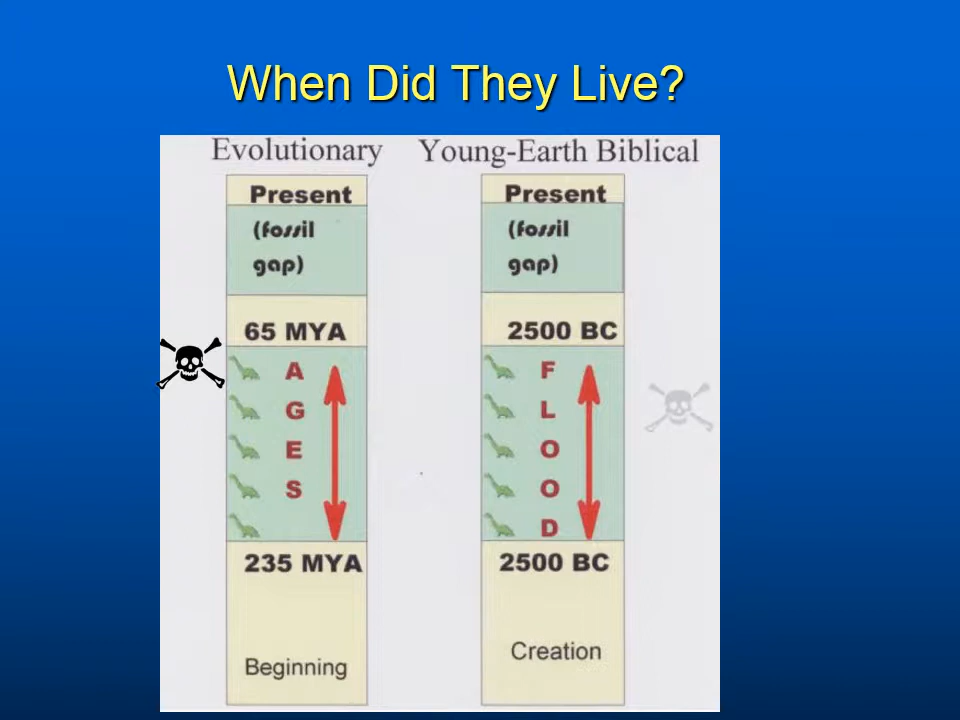 When Did They Live?
Evolutionary
Present
(fossil
gap)
65 MYA
A
G
E
S
235 MYA
Beginning
Young-Earth Biblical
Present
(fossil
gap)
2500 BC
F
L
O
O
D
2500 BC
Creation